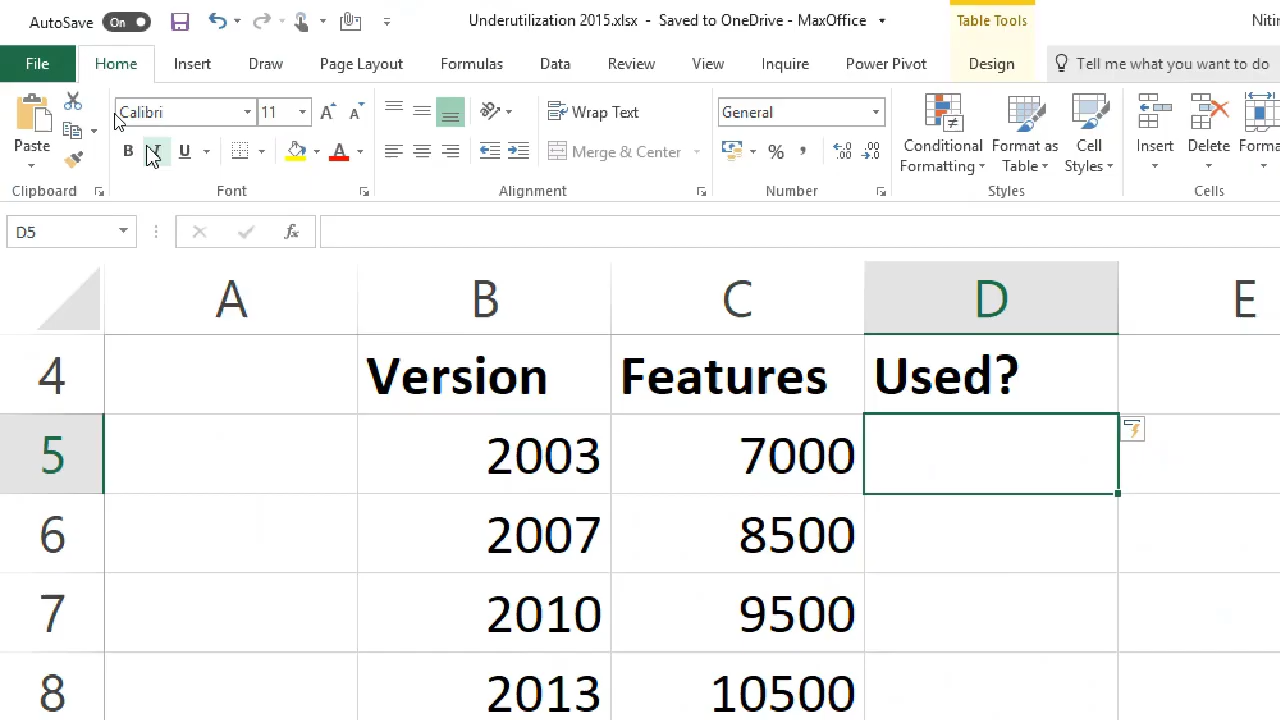 AutoSave On Underutilization 2015.xlsx - Saved to OneDrive - MaxOffice Table Tools
File Home Insert Draw Page Layout Formulas Data Review View Inquire Power Pivot Design Tell me what you want to do
Calibri 11 Wrap Text General
Paste B U A Merge & Center % , Conditional Formatting Format as Table Cell Styles Insert Delete
Clipboard Font Alignment Number Styles Cells
D5 fx
A B C D E
4 Version Features Used?
5 2003 7000
6 2007 8500
7 2010 9500
8 2013 10500